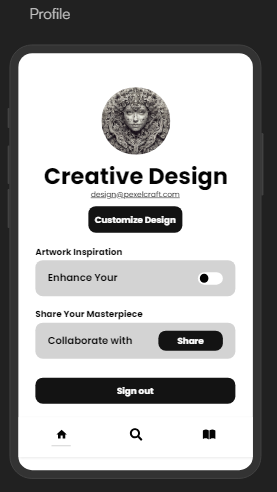 Profile
Creative Design
design@pexelcraft.com
Customize Design
Artwork Inspiration
Enhance Your
Share Your Masterpiece
Collaborate with
Share
Sign out